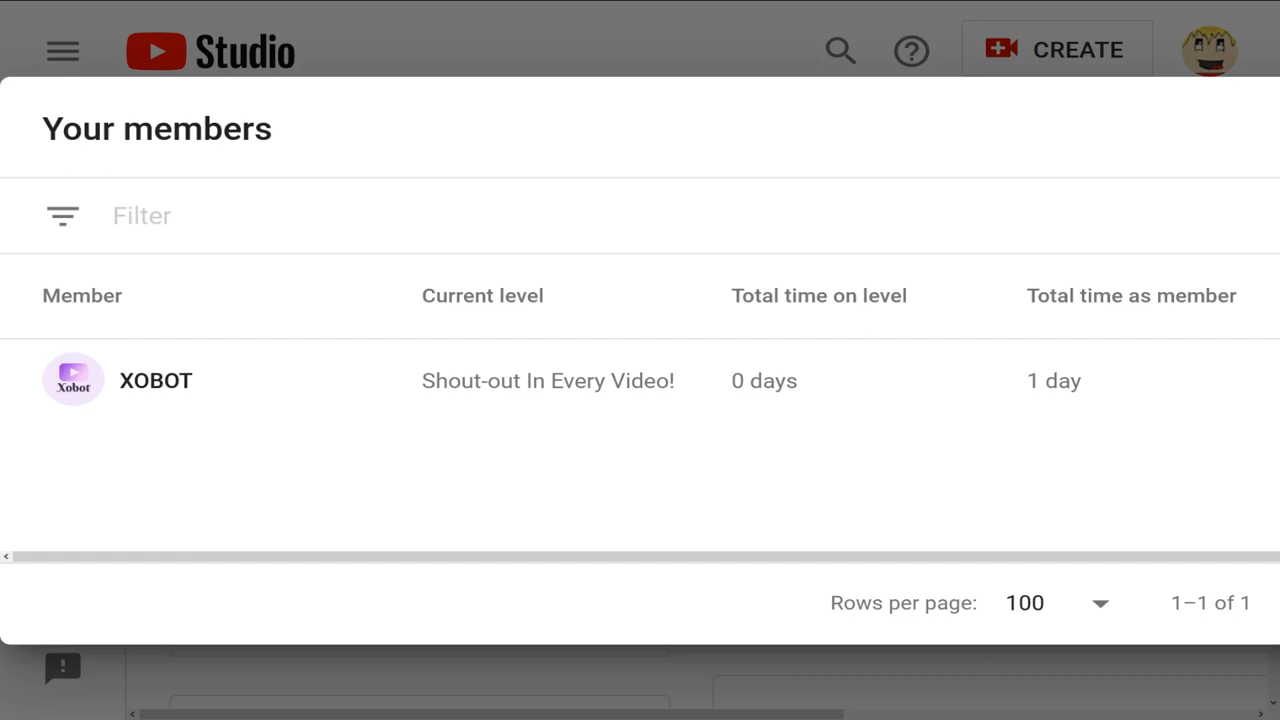 Studio
CREATE
Your members
Filter
Member Current level Total time on level Total time as member
Xobot XOBOT Shout-out In Every Video! 0 days 1 day
Rows per page: 100 1–1 of 1